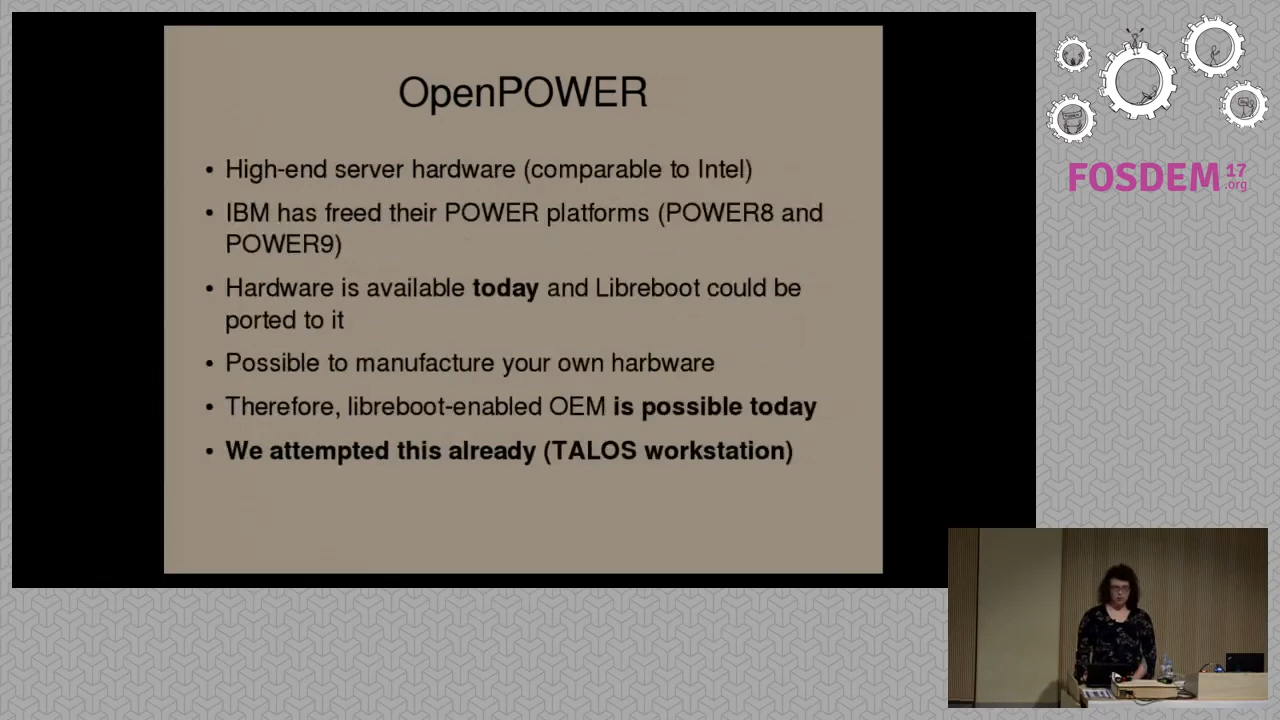 OpenPOWER
• High-end server hardware (comparable to Intel)
• IBM has freed their POWER platforms (POWER8 and
POWER9)
• Hardware is available today and Libreboot could be
ported to it
• Possible to manufacture your own harbware
• Therefore, libreboot-enabled OEM is possible today
• We attempted this already (TALOS workstation)
FOSDEM 17
.org